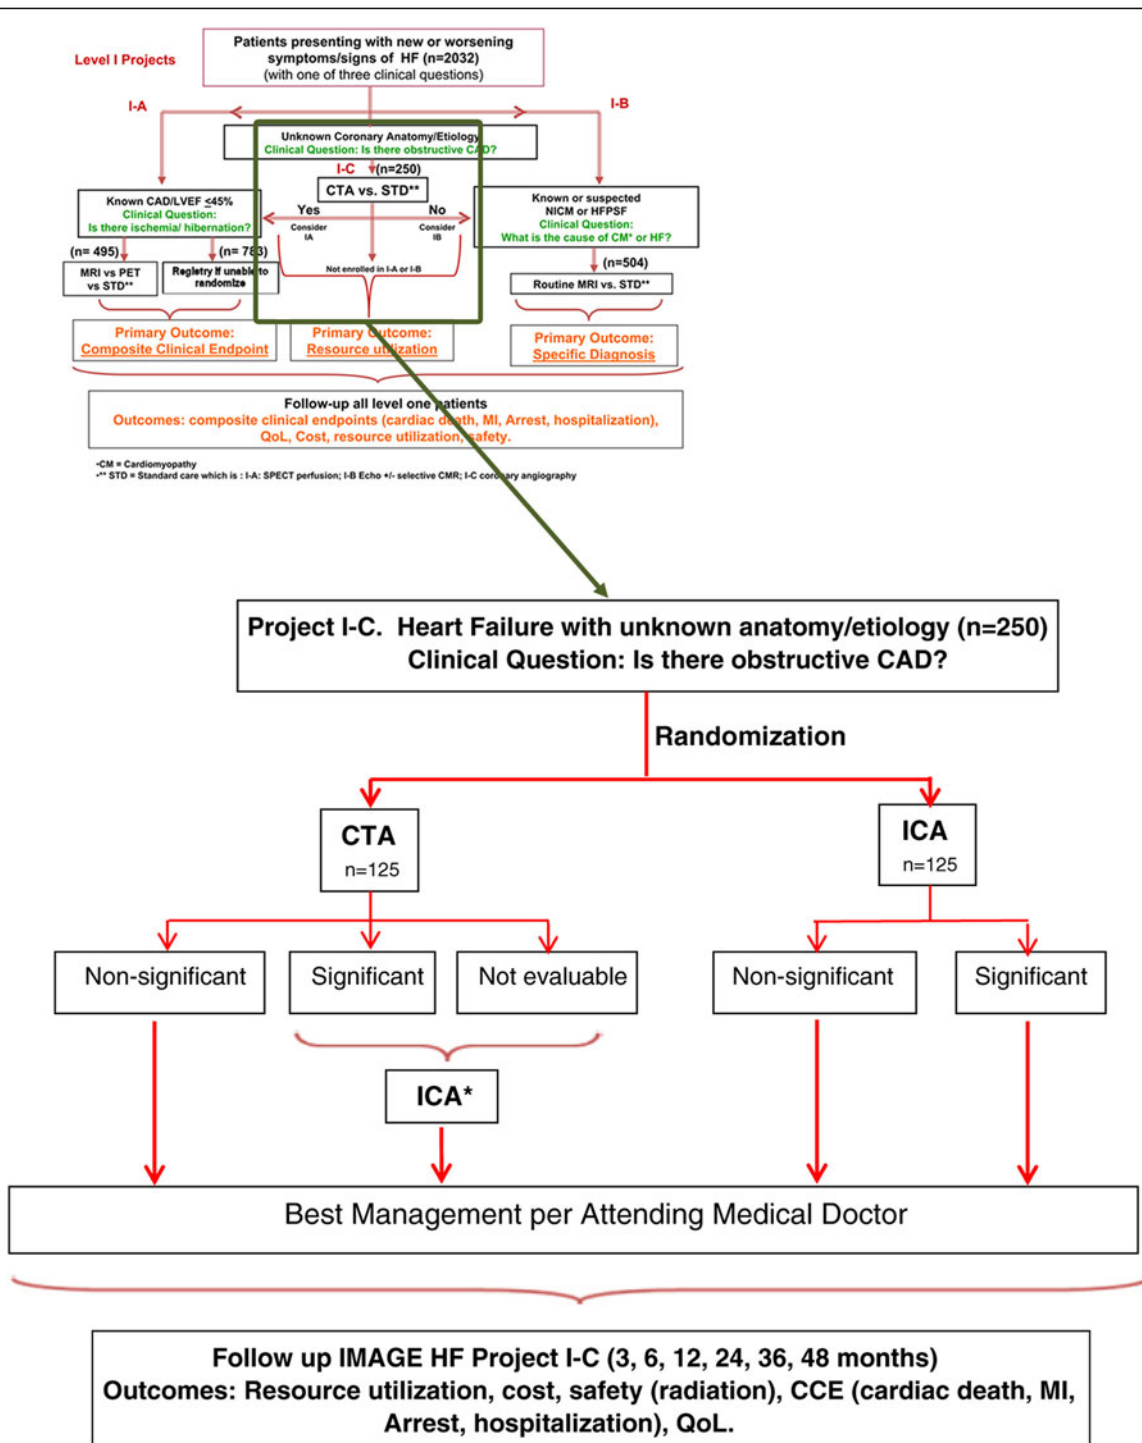 Level I Projects
Patients presenting with new or worsening
symptoms/signs of HF (n=2032)
(with one of three clinical questions)
I-A
I-B
Unknown Coronary Anatomy/Etiology
Clinical Question: Is there obstructive CAD?
I-C
(n=250)
CTA vs. STD**
Yes
No
Consider
IA
Consider
IB
Not enrolled in I-A or I-B
Known CAD/LVEF ≤45%
Clinical Question:
Is there ischemia/ hibernation?
(n= 495)
(n= 783)
MRI vs PET
vs STD**
Registry if unable to
randomize
Known or suspected
NICM or HFPSF
Clinical Question:
What is the cause of CM* or HF?
(n=504)
Routine MRI vs. STD**
Primary Outcome:
Composite Clinical Endpoint
Primary Outcome:
Resource utilization
Primary Outcome:
Specific Diagnosis
Follow-up all level one patients
Outcomes: composite clinical endpoints (cardiac death, MI, Arrest, hospitalization),
QoL, Cost, resource utilization, safety.
•CM = Cardiomyopathy
•** STD = Standard care which is : I-A: SPECT perfusion; I-B Echo +/- selective CMR; I-C coronary angiography
Project I-C. Heart Failure with unknown anatomy/etiology (n=250)
Clinical Question: Is there obstructive CAD?
Randomization
CTA
n=125
ICA
n=125
Non-significant
Significant
Not evaluable
Non-significant
Significant
ICA*
Best Management per Attending Medical Doctor
Follow up IMAGE HF Project I-C (3, 6, 12, 24, 36, 48 months)
Outcomes: Resource utilization, cost, safety (radiation), CCE (cardiac death, MI,
Arrest, hospitalization), QoL.